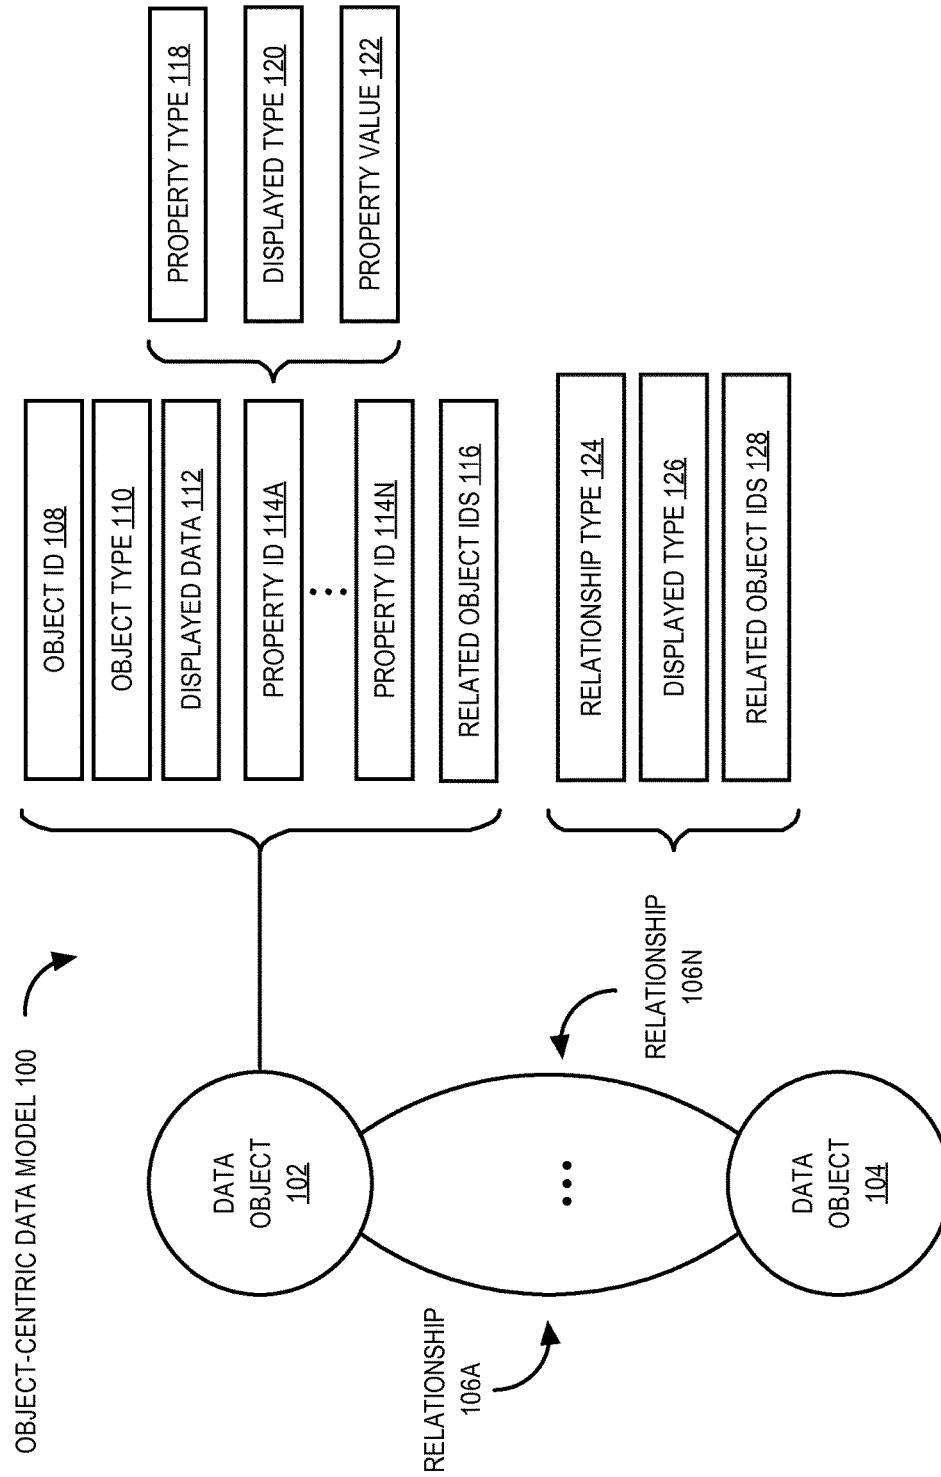 OBJECT-CENTRIC DATA MODEL 100
OBJECT ID 108
OBJECT TYPE 110
DISPLAYED DATA 112
PROPERTY ID 114A
PROPERTY ID 114N
RELATED OBJECT IDS 116
PROPERTY TYPE 118
DISPLAYED TYPE 120
PROPERTY VALUE 122
DATA
OBJECT
102
RELATIONSHIP
106A
RELATIONSHIP
106N
RELATIONSHIP TYPE 124
DISPLAYED TYPE 126
RELATED OBJECT IDS 128
DATA
OBJECT
104